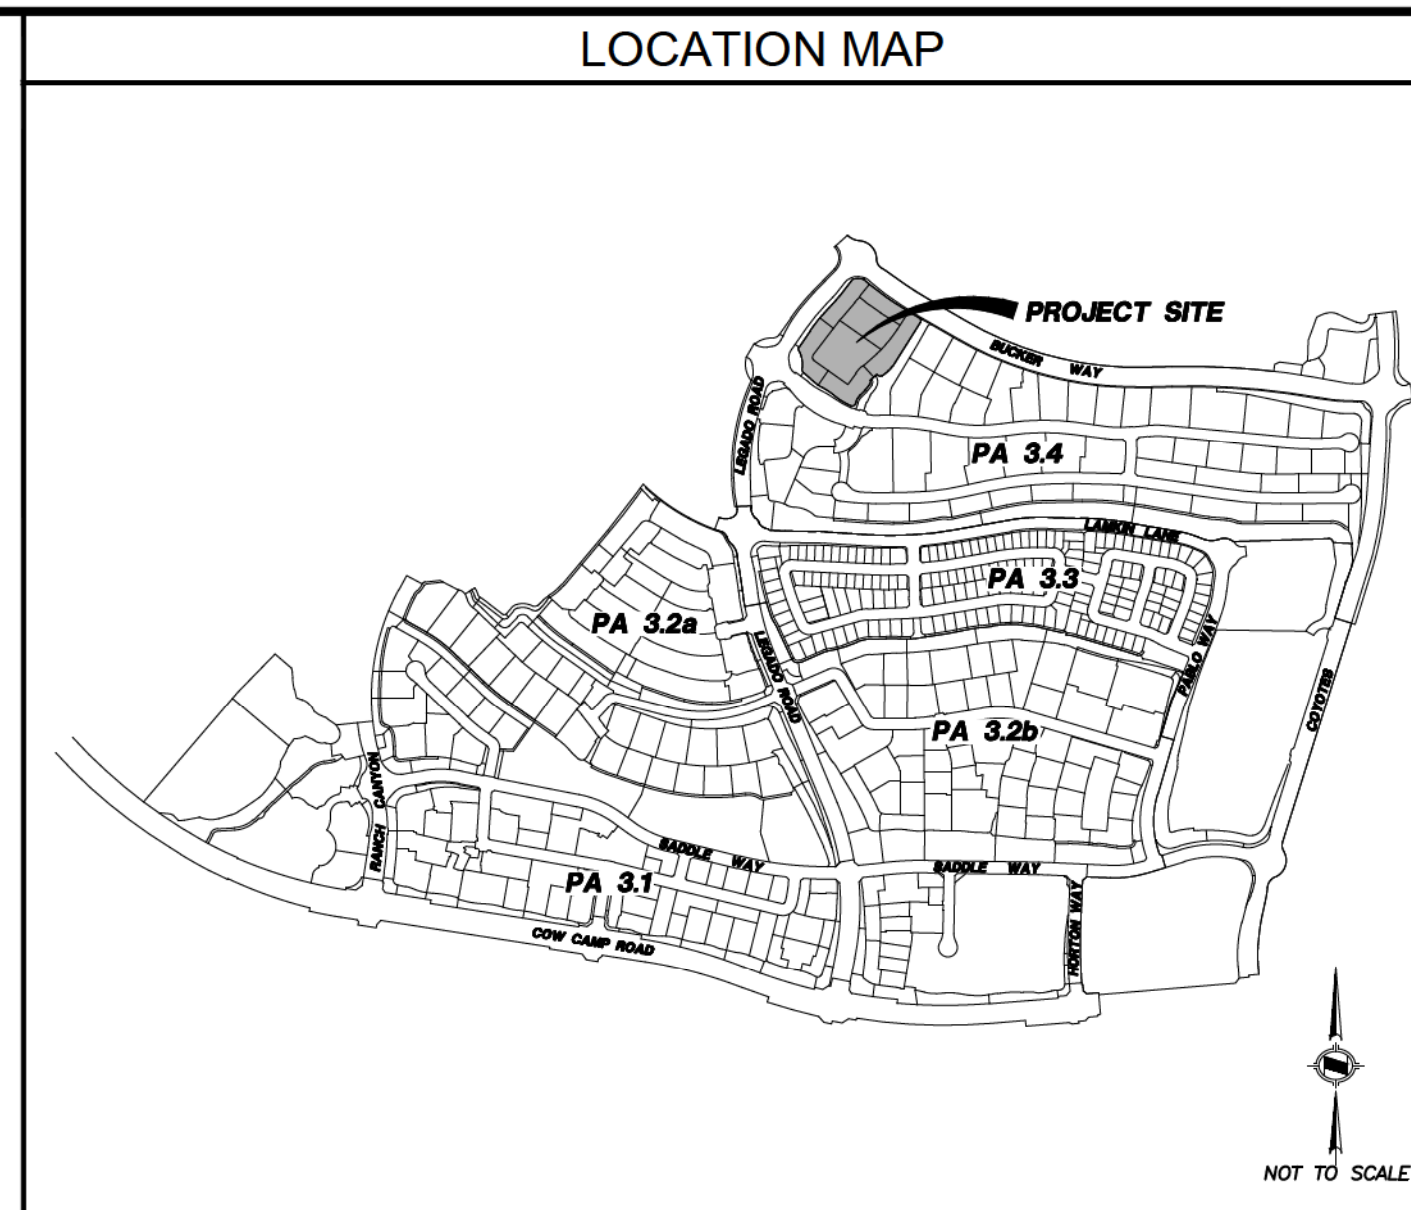 LOCATION MAP
PROJECT SITE
BUCKER WAY
LEGADO ROAD
PA 3.4
LAMKIN LANE
PA 3.3
PA 3.2a
LEGADO ROAD
PABLO WAY
COYOTES
PA 3.2b
RANCH CANYON
SADDLE WAY
SADDLE WAY
PA 3.1
HORTON WAY
COW CAMP ROAD
NOT TO SCALE